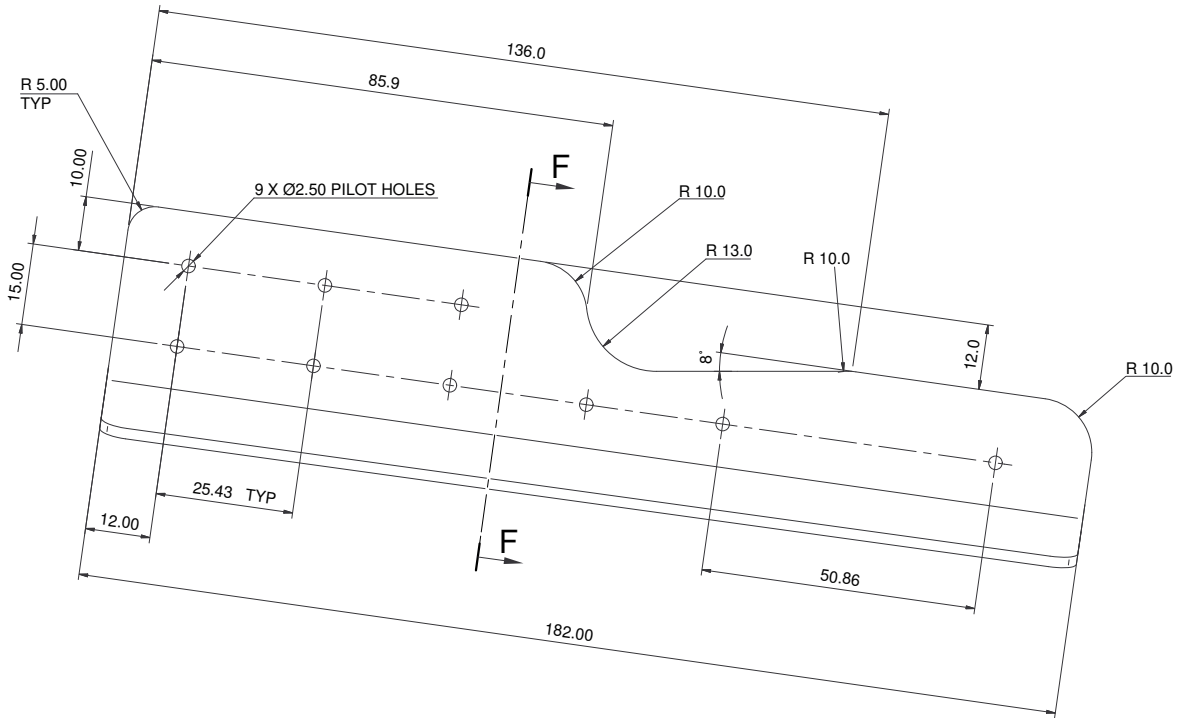 136.0
85.9
R 5.00
TYP
10.00
F
9 X Ø2.50 PILOT HOLES
R 10.0
R 13.0
R 10.0
15.00
8°
12.0
R 10.0
25.43 TYP
12.00
F
50.86
182.00